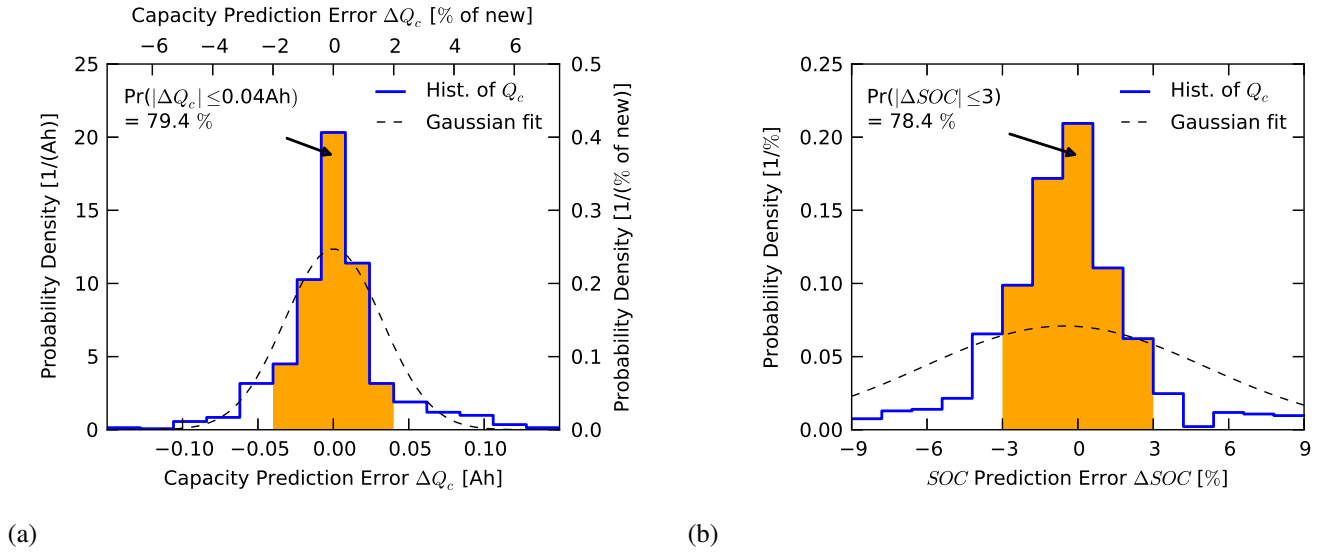 Capacity Prediction Error ΔQc [% of new]
−6 −4 −2 0 2 4 6
Probability Density [1/(Ah)]
25
20
15
10
5
0
Pr(|ΔQc| ≤0.04Ah)
= 79.4 %
Hist. of Qc
Gaussian fit
0.5
0.4
0.3
0.2
0.1
0.0
Probability Density [1/(% of new)]
−0.10 −0.05 0.00 0.05 0.10
Capacity Prediction Error ΔQc [Ah]
(a)
Probability Density [1/%]
0.25
0.20
0.15
0.10
0.05
0.00
Pr(|ΔSOC| ≤3)
= 78.4 %
Hist. of Qc
Gaussian fit
−9 −6 −3 0 3 6 9
SOC Prediction Error ΔSOC [%]
(b)